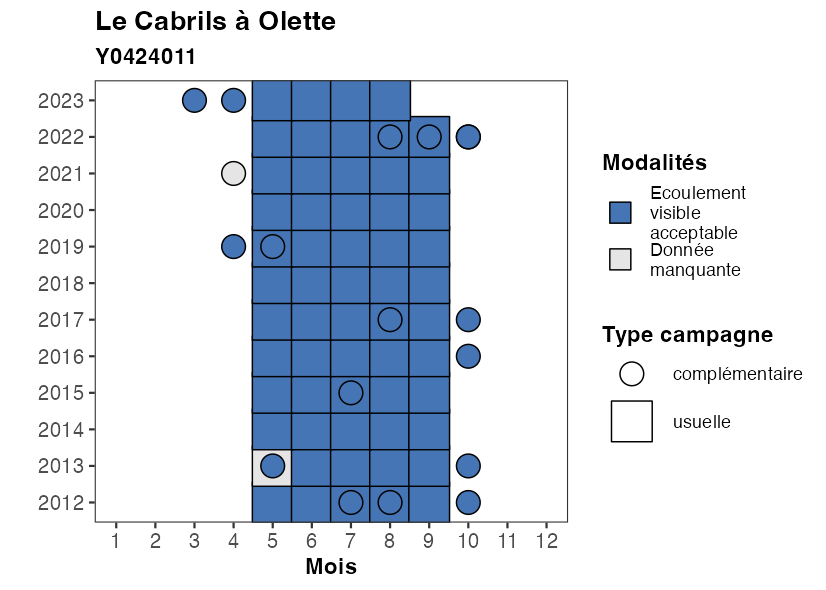 Le Cabrils à Olette
Y0424011
2023
2022
2021
2020
2019
2018
2017
2016
2015
2014
2013
2012
1 2 3 4 5 6 7 8 9 10 11 12
Mois
Modalités
Ecoulement
visible
acceptable
Donnée
manquante
Type campagne
complémentaire
usuelle